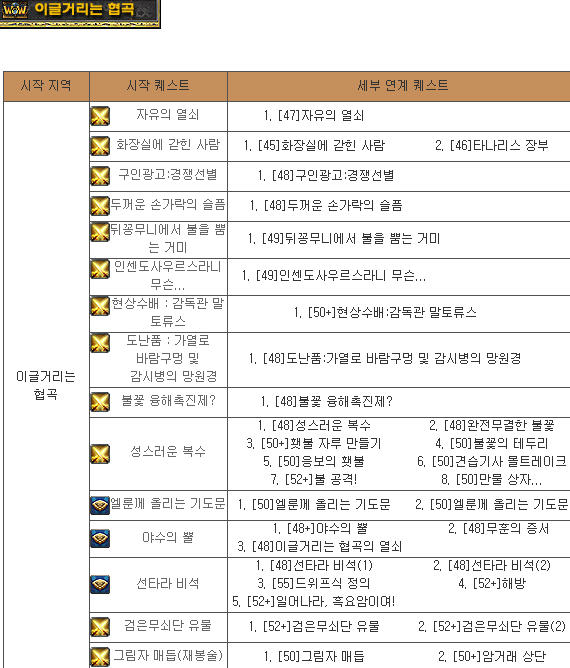 WoW 이글거리는 협곡
시작 지역 시작 퀘스트 세부 연계 퀘스트
이글거리는
협곡
자유의 열쇠 1. [47]자유의 열쇠
화장실에 갇힌 사람 1. [45]화장실에 갇힌 사람 2. [46]타나리스 장부
구인광고:경쟁선별 1. [48]구인광고:경쟁선별
두꺼운 손가락의 슬픔 1. [48]두꺼운 손가락의 슬픔
뒤꽁무니에서 불을 뿜
는 거미 1. [49]뒤꽁무니에서 불을 뿜는 거미
인센도사우르스라니
무슨... 1. [49]인센도사우르스라니 무슨...
현상수배 : 감독관 말
토류스 1. [50+]현상수배:감독관 말토류스
도난품 : 가열로
바람구멍 및
감시병의 망원경 1. [48]도난품:가열로 바람구멍 및 감시병의 망원경
불꽃 융해촉진제? 1. [48]불꽃 융해촉진제?
성스러운 복수 1. [48]성스러운 복수 2. [48]완전무결한 불꽃
3. [50+]횃불 자루 만들기 4. [50]불꽃의 테두리
5. [50]응보의 횃불 6. [50]견습기사 몰트레이크
7. [52+]불 공격! 8. [50]만물 상자...
엘룬께 올리는 기도문 1. [50]엘룬께 올리는 기도문 2. [50]엘룬께 올리는 기도문
야수의 뿔 1. [48+]야수의 뿔 2. [48]무훈의 증서
3. [48]이글거리는 협곡의 열쇠
선타라 비석 1. [48]선타라 비석(1) 2. [48]선타라 비석(2)
3. [55]드위프식 정의 4. [52+]해방
5. [52+]일어나라, 흑요암이여!
검은무쇠단 유물 1. [52+]검은무쇠단 유물 2. [52+]검은무쇠단 유물(2)
그림자 매듭(재봉술) 1. [50]그림자 매듭 2. [50+]암거래 상단